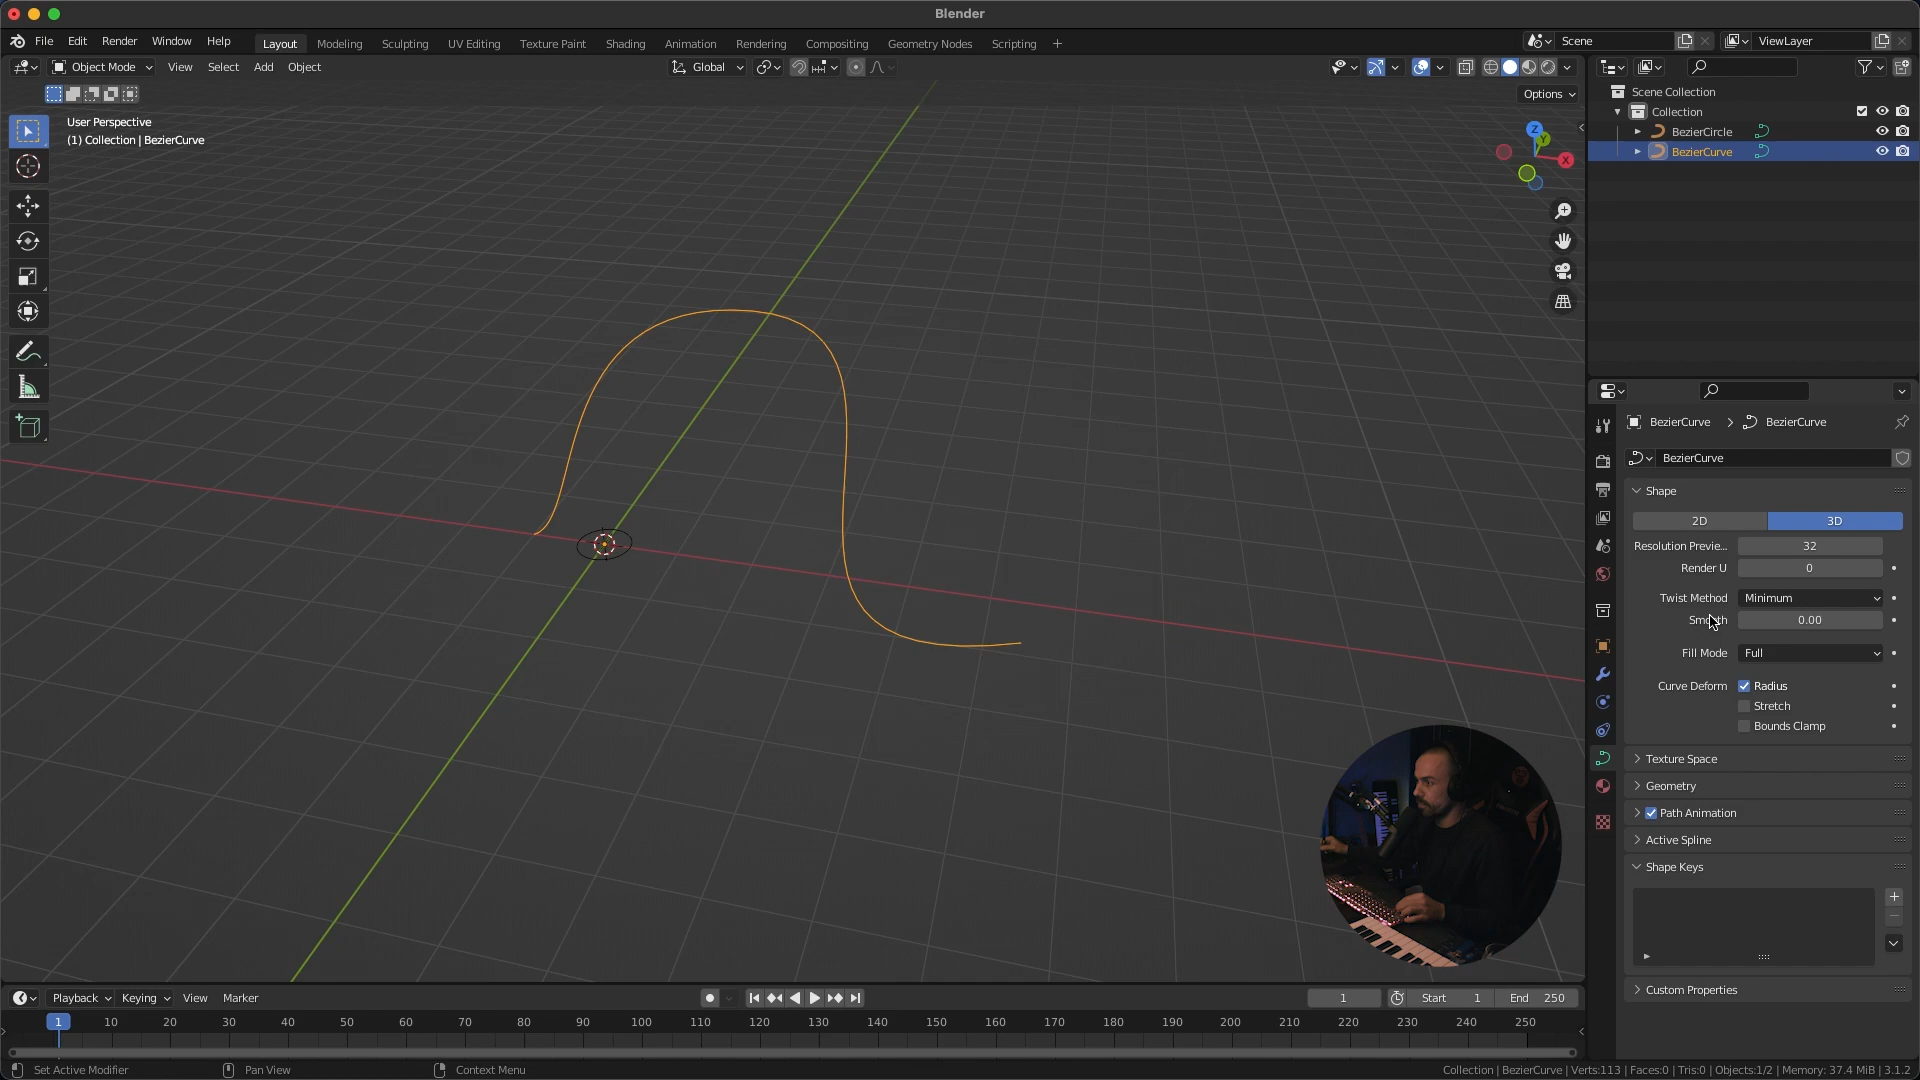 Blender
File Edit Render Window Help
Layout Modeling Sculpting UV Editing Texture Paint Shading Animation Rendering Compositing Geometry Nodes Scripting +
Scene
ViewLayer
Object Mode View Select Add Object
Global
Options
User Perspective
(1) Collection | BezierCurve
Z
Y
X
Scene Collection
Collection
BezierCircle
BezierCurve
BezierCurve > BezierCurve
BezierCurve
Shape
2D 3D
Resolution Previe... 32
Render U 0
Twist Method Minimum
Smooth 0.00
Fill Mode Full
Curve Deform Radius
Stretch
Bounds Clamp
Texture Space
Geometry
Path Animation
Active Spline
Shape Keys
Custom Properties
Playback Keying View Marker
1 Start 1 End 250
1 10 20 30 40 50 60 70 80 90 100 110 120 130 140 150 160 170 180 190 200 210 220 230 240 250
Set Active Modifier Pan View Context Menu
Collection | BezierCurve | Verts:113 | Faces:0 | Tris:0 | Objects:1/2 | Memory: 37.4 MiB | 3.1.2